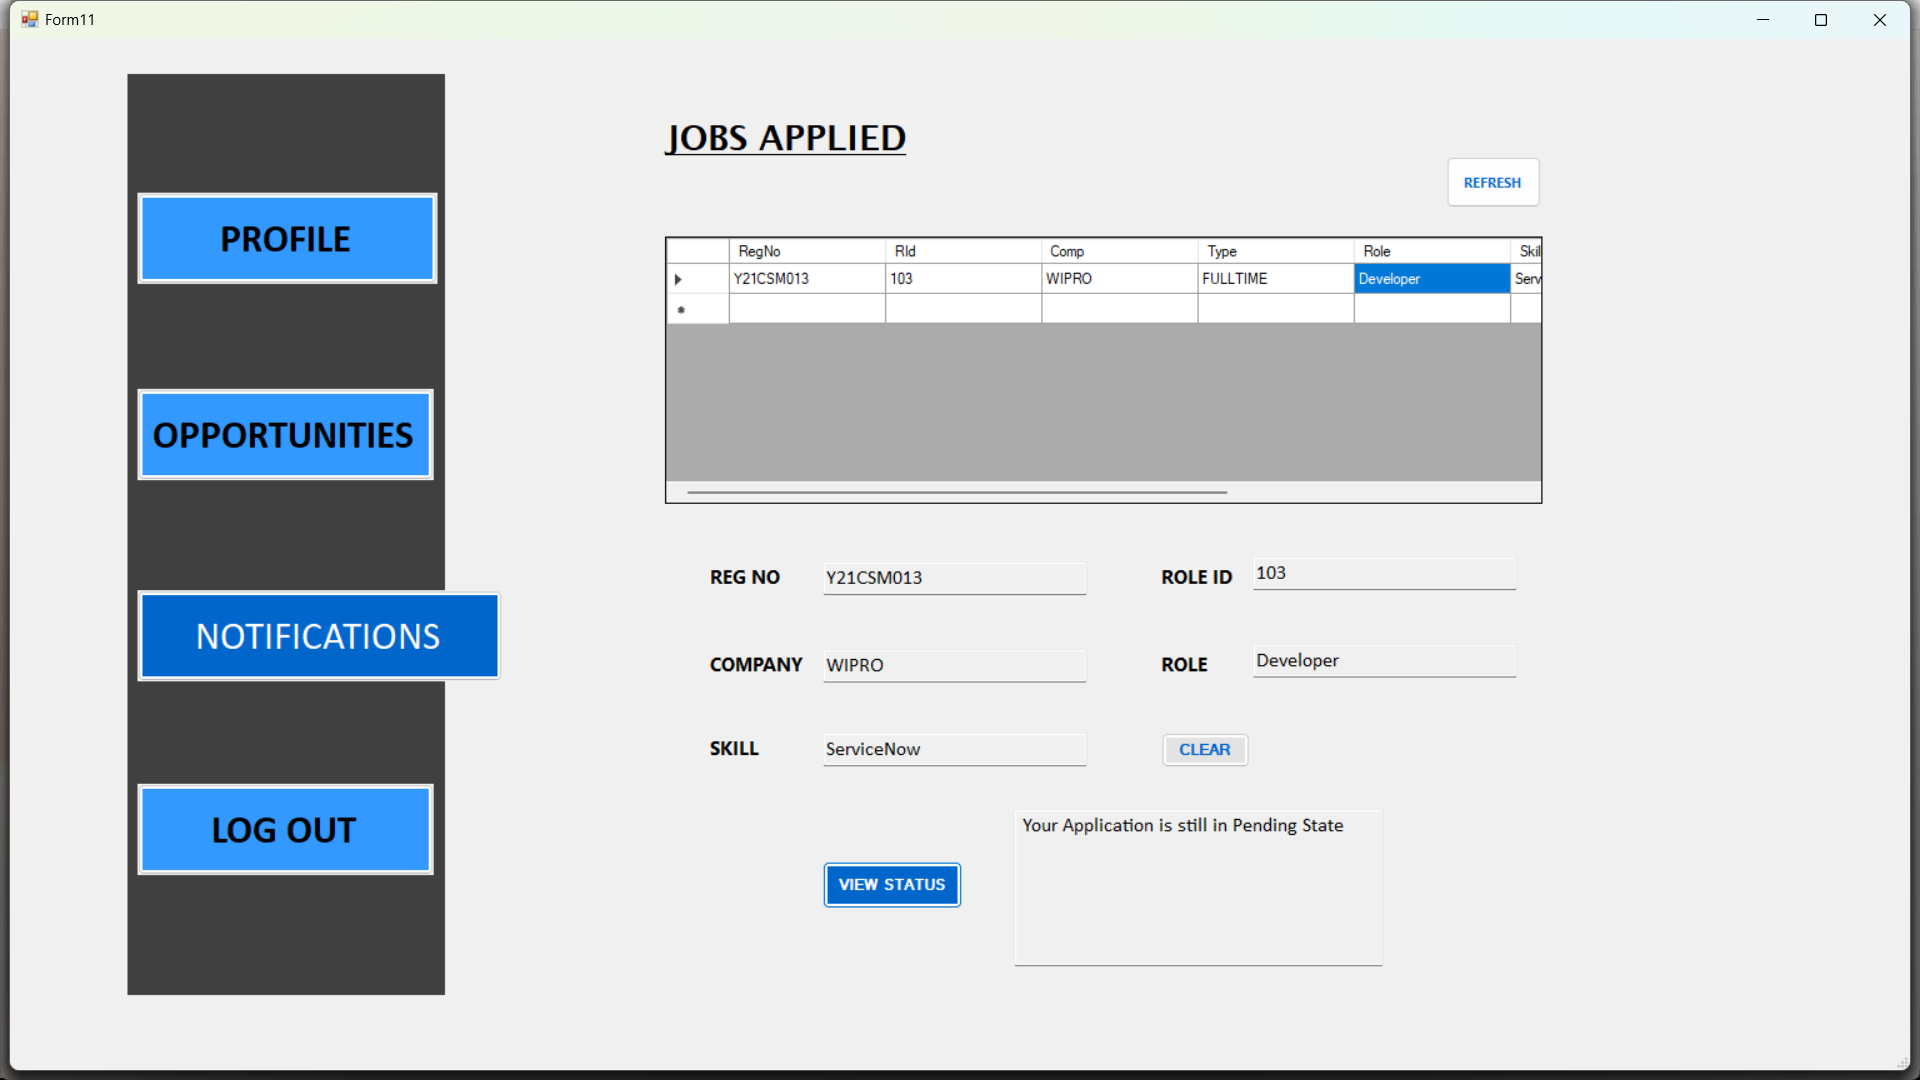 Form11
JOBS APPLIED
REFRESH
PROFILE
OPPORTUNITIES
NOTIFICATIONS
LOG OUT
RegNo RId Comp Type Role Skil
Y21CSM013 103 WIPRO FULLTIME Developer Serv
REG NO Y21CSM013 ROLE ID 103
COMPANY WIPRO ROLE Developer
SKILL ServiceNow CLEAR
Your Application is still in Pending State
VIEW STATUS